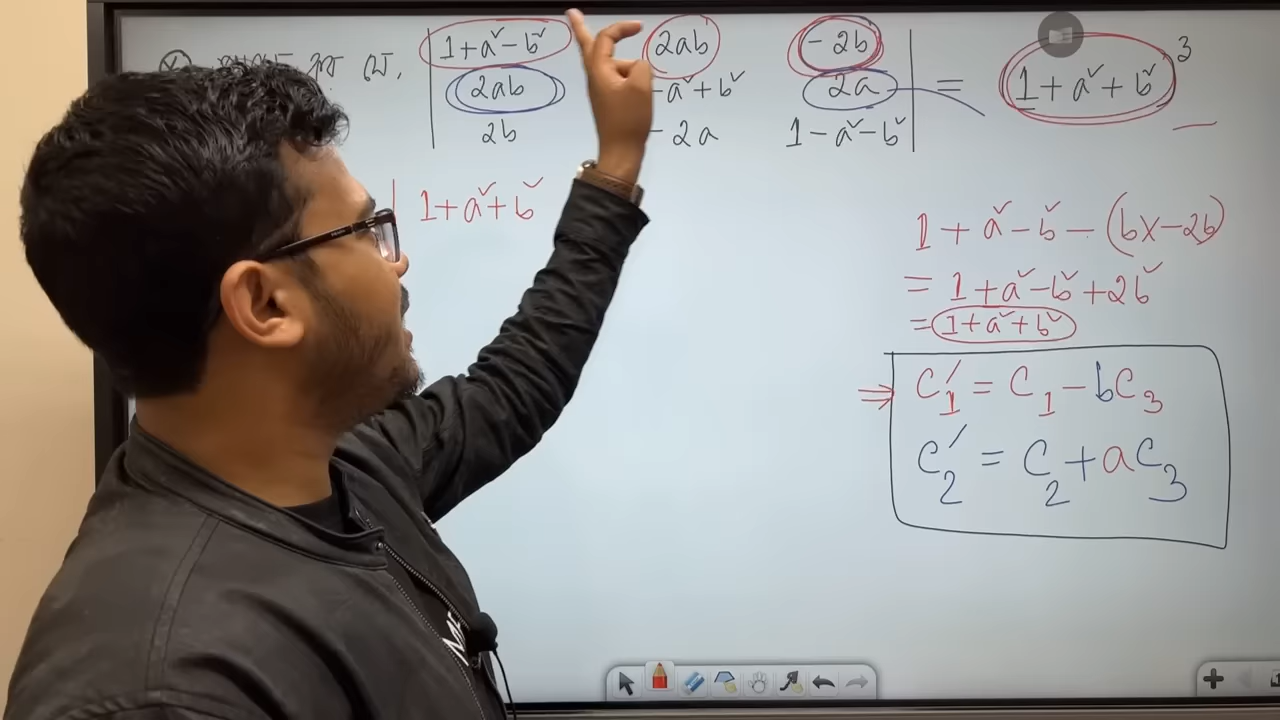 | 1+a²-b² 2ab -2b |
| 2ab -a²+b² 2a | = (1+a²+b²)³
| 2b -2a 1-a²-b² |
| 1+a²+b²
1+a²-b²-(bx-2b)
= 1+a²-b²+2b²
= 1+a²+b²
⇒ C₁′ = C₁-bC₃
C₂′ = C₂+aC₃